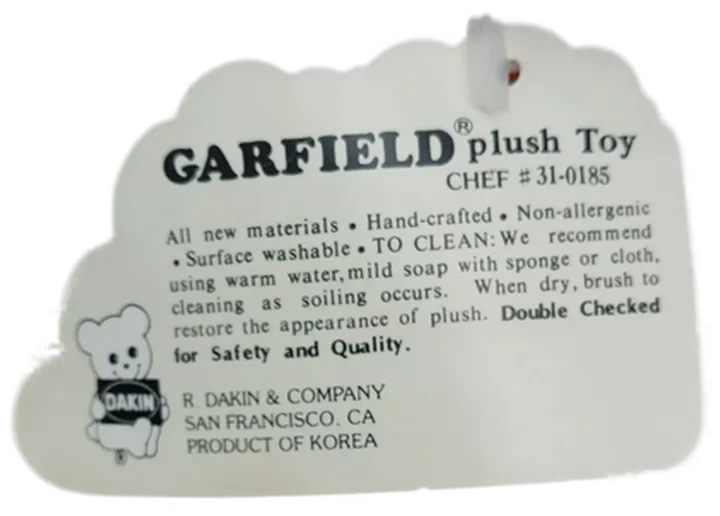 GARFIELD® plush Toy
CHEF # 31-0185
All new materials • Hand-crafted • Non-allergenic
• Surface washable • TO CLEAN: We recommend
using warm water, mild soap with sponge or cloth,
cleaning as soiling occurs. When dry, brush to
restore the appearance of plush. Double Checked
for Safety and Quality.
DAKIN
®
R. DAKIN & COMPANY
SAN FRANCISCO, CA
PRODUCT OF KOREA